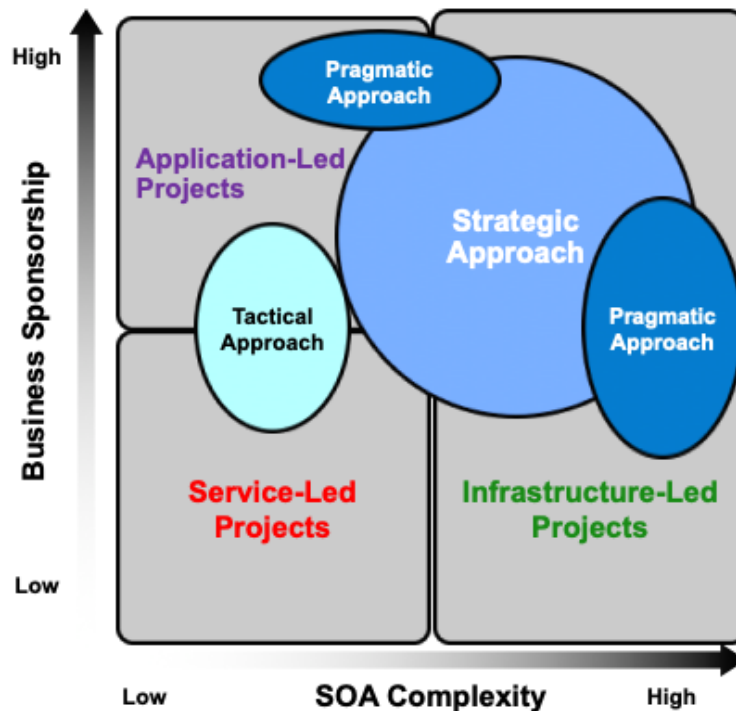 High
Pragmatic
Approach
Application-Led
Projects
Strategic
Approach
Business Sponsorship
Tactical
Approach
Pragmatic
Approach
Service-Led
Projects
Infrastructure-Led
Projects
Low
Low
SOA Complexity
High